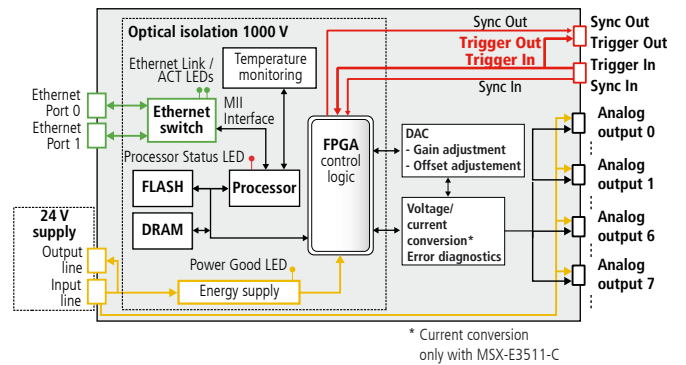 Optical isolation 1000 V
Sync Out
Sync Out
Trigger Out
Trigger Out
Trigger In
Trigger In
Sync In
Sync In
Ethernet Link /
ACT LEDs
Temperature
monitoring
Ethernet
Port 0
Ethernet
Port 1
Ethernet
switch
MII
Interface
Processor Status LED
FLASH
Processor
DRAM
FPGA
control
logic
DAC
- Gain adjustment
- Offset adjustement
Voltage/
current
conversion*
Error diagnostics
Analog
output 0
Analog
output 1
Analog
output 6
Analog
output 7
24 V
supply
Output
line
Input
line
Power Good LED
Energy supply
* Current conversion
only with MSX-E3511-C